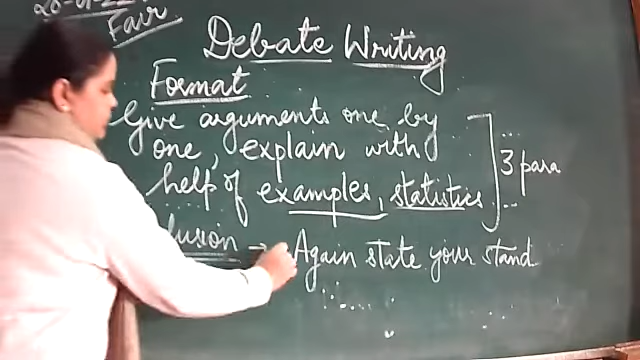 Fair
Debate Writing
Format
Give arguments one by
one, explain with
help of examples, statistics
3 para
→ Again state your stand